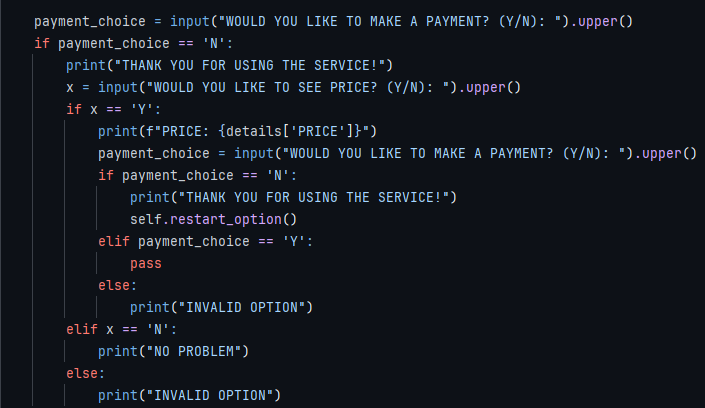 payment_choice = input("WOULD YOU LIKE TO MAKE A PAYMENT? (Y/N): ").upper()
if payment_choice == 'N':
    print("THANK YOU FOR USING THE SERVICE!")
    x = input("WOULD YOU LIKE TO SEE PRICE? (Y/N): ").upper()
    if x == 'Y':
        print(f"PRICE: {details['PRICE']}")
        payment_choice = input("WOULD YOU LIKE TO MAKE A PAYMENT? (Y/N): ").upper()
        if payment_choice == 'N':
            print("THANK YOU FOR USING THE SERVICE!")
            self.restart_option()
        elif payment_choice == 'Y':
            pass
        else:
            print("INVALID OPTION")
    elif x == 'N':
        print("NO PROBLEM")
    else:
        print("INVALID OPTION")